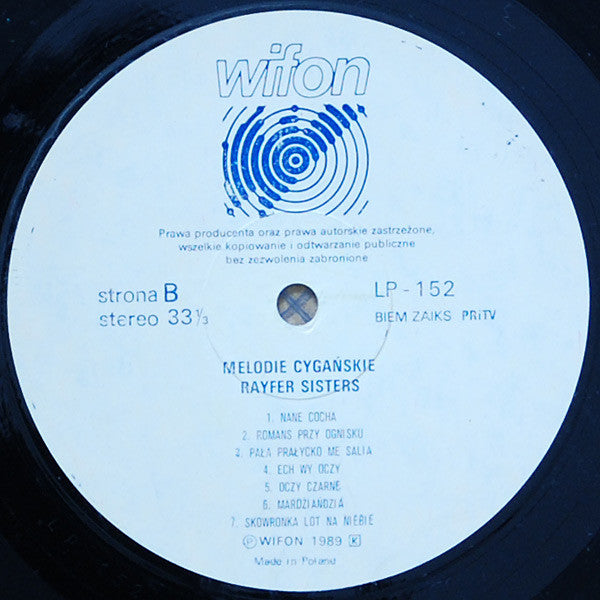 wifon
Prawa producenta oraz prawa autorskie zastrzeżone,
wszelkie kopiowanie i odtwarzanie publiczne
bez zezwolenia zabronione
strona B
stereo 33 1/3
LP - 152
BIEM ZAIKS PRiTV
MELODIE CYGAŃSKIE
RAYFER SISTERS
1. NANE COCHA
2. ROMANS PRZY OGNISKU
3. PAŁA PRAŁYCKO ME SALIA
4. ECH WY OCZY
5. OCZY CZARNE
6. MARDZIANDZIA
7. SKOWRONKA LOT NA NIEBIE
Ⓟ WIFON 1989 K
Made in Poland